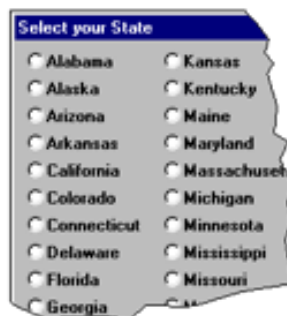 Select your State
Alabama
Alaska
Arizona
Arkansas
California
Colorado
Connecticut
Delaware
Florida
Georgia
Kansas
Kentucky
Maine
Maryland
Massachuset
Michigan
Minnesota
Mississippi
Missouri